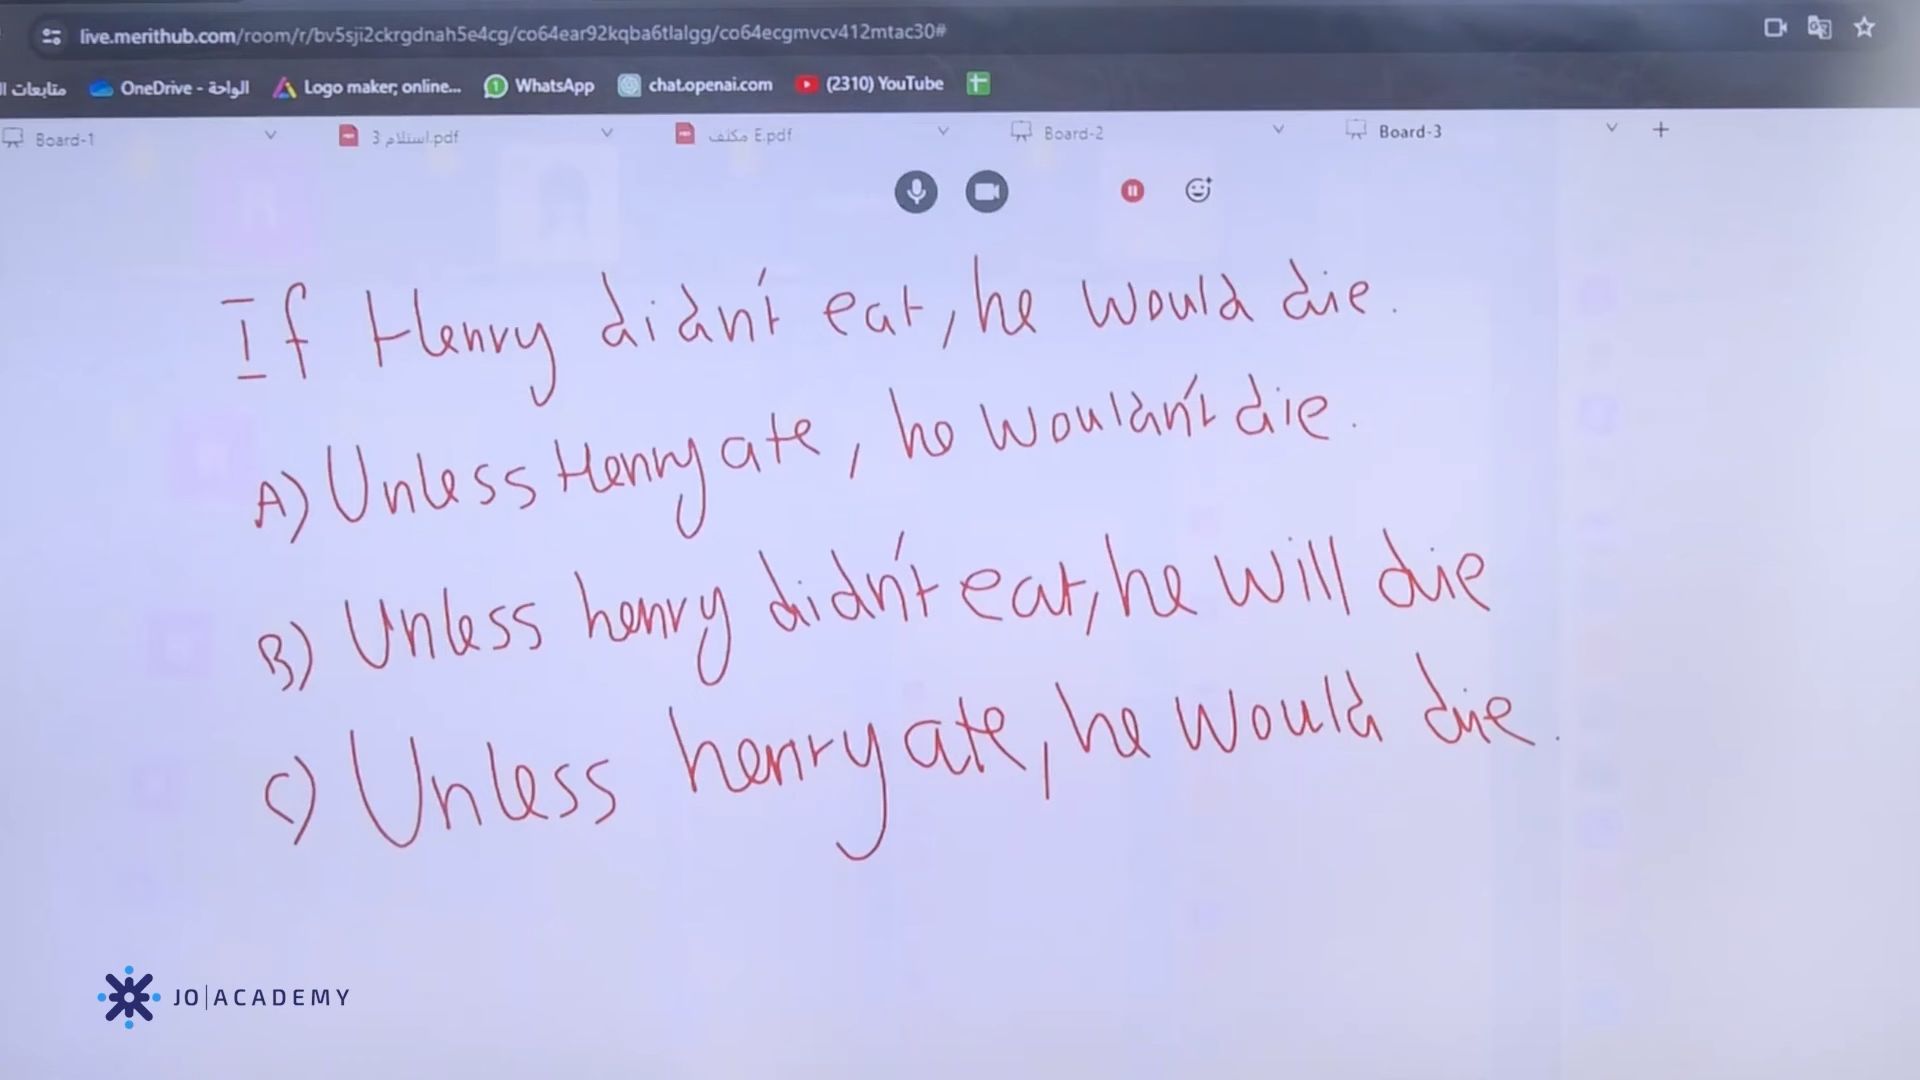 live.merithub.com/room/r/bv5sji2ckrgdnah5e4cg/co64ear92kqba6tlalgg/co64ecgmvcv412mtac30#
متابعات ال OneDrive - الواحة Logo maker; online... WhatsApp chat.openai.com (2310) YouTube
Board-1 استلام 3.pdf مكثف E.pdf Board-2 Board-3
If Henry didn't eat, he would die.
A) Unless Henry ate, he wouldn't die.
B) Unless henry didn't eat, he will die
C) Unless henry ate, he would die.
JO ACADEMY